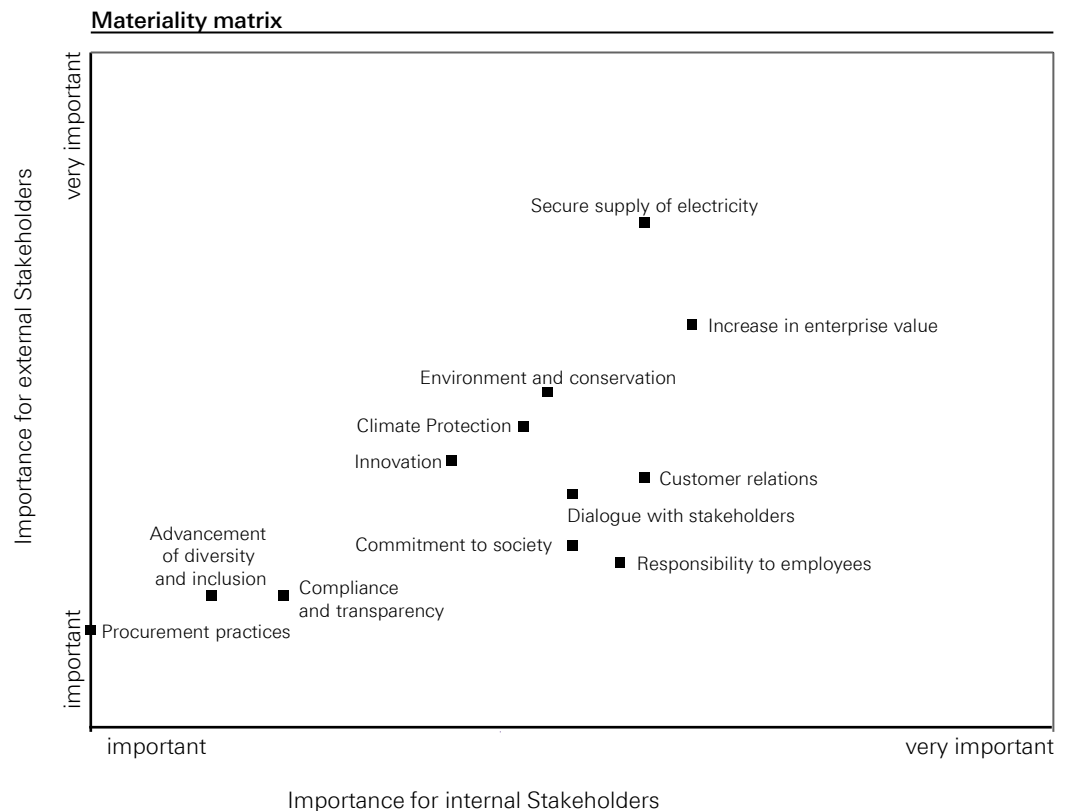 Materiality matrix
very important
Importance for external Stakeholders
important
Secure supply of electricity
Increase in enterprise value
Environment and conservation
Climate Protection
Innovation
Customer relations
Dialogue with stakeholders
Commitment to society
Responsibility to employees
Advancement
of diversity
and inclusion
Compliance
and transparency
Procurement practices
important
very important
Importance for internal Stakeholders